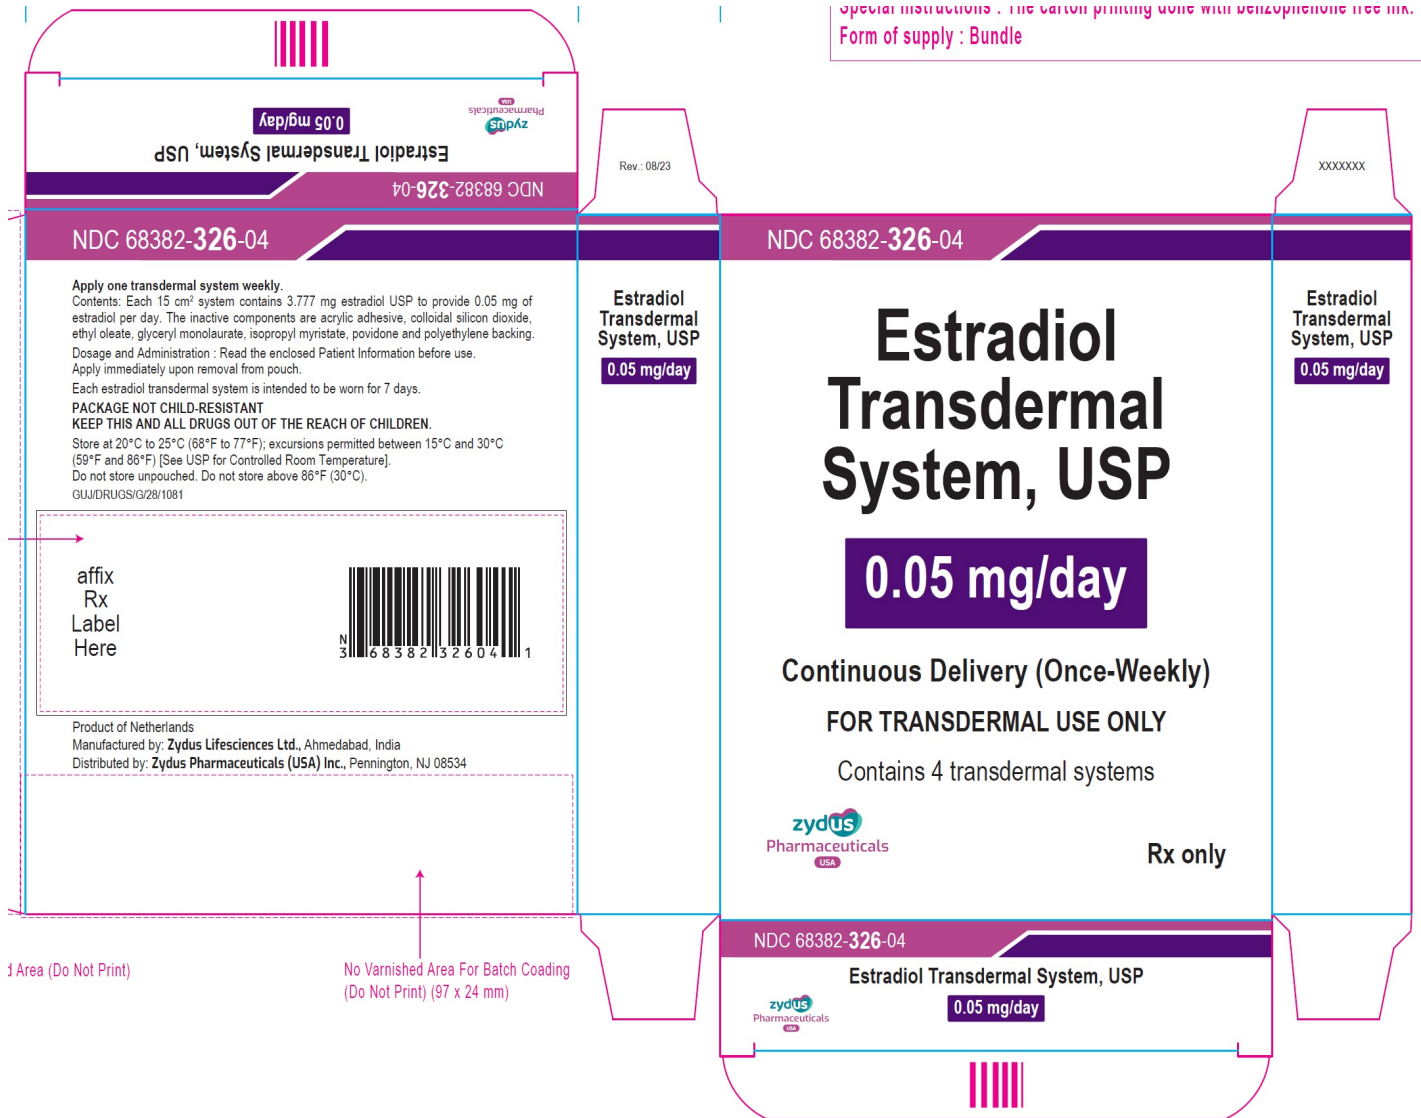 Special Instructions : The carton printing done with benzophenone free ink.
Form of supply : Bundle
NDC 68382-326-04
Estradiol Transdermal System, USP
0.05 mg/day
zydus
Pharmaceuticals
USA
Rev.: 08/23
XXXXXXX
NDC 68382-326-04
Apply one transdermal system weekly.
Contents: Each 15 cm² system contains 3.777 mg estradiol USP to provide 0.05 mg of
estradiol per day. The inactive components are acrylic adhesive, colloidal silicon dioxide,
ethyl oleate, glyceryl monolaurate, isopropyl myristate, povidone and polyethylene backing.
Dosage and Administration : Read the enclosed Patient Information before use.
Apply immediately upon removal from pouch.
Each estradiol transdermal system is intended to be worn for 7 days.
PACKAGE NOT CHILD-RESISTANT
KEEP THIS AND ALL DRUGS OUT OF THE REACH OF CHILDREN.
Store at 20°C to 25°C (68°F to 77°F); excursions permitted between 15°C and 30°C
(59°F and 86°F) [See USP for Controlled Room Temperature].
Do not store unpouched. Do not store above 86°F (30°C).
GUJ/DRUGS/G/28/1081
affix
Rx
Label
Here
N
3 68382 32604 1
Product of Netherlands
Manufactured by: Zydus Lifesciences Ltd., Ahmedabad, India
Distributed by: Zydus Pharmaceuticals (USA) Inc., Pennington, NJ 08534
d Area (Do Not Print)
No Varnished Area For Batch Coading
(Do Not Print) (97 x 24 mm)
Estradiol
Transdermal
System, USP
0.05 mg/day
NDC 68382-326-04
Estradiol
Transdermal
System, USP
0.05 mg/day
Continuous Delivery (Once-Weekly)
FOR TRANSDERMAL USE ONLY
Contains 4 transdermal systems
zydus
Pharmaceuticals
USA
Rx only
Estradiol
Transdermal
System, USP
0.05 mg/day
NDC 68382-326-04
Estradiol Transdermal System, USP
0.05 mg/day
zydus
Pharmaceuticals
USA